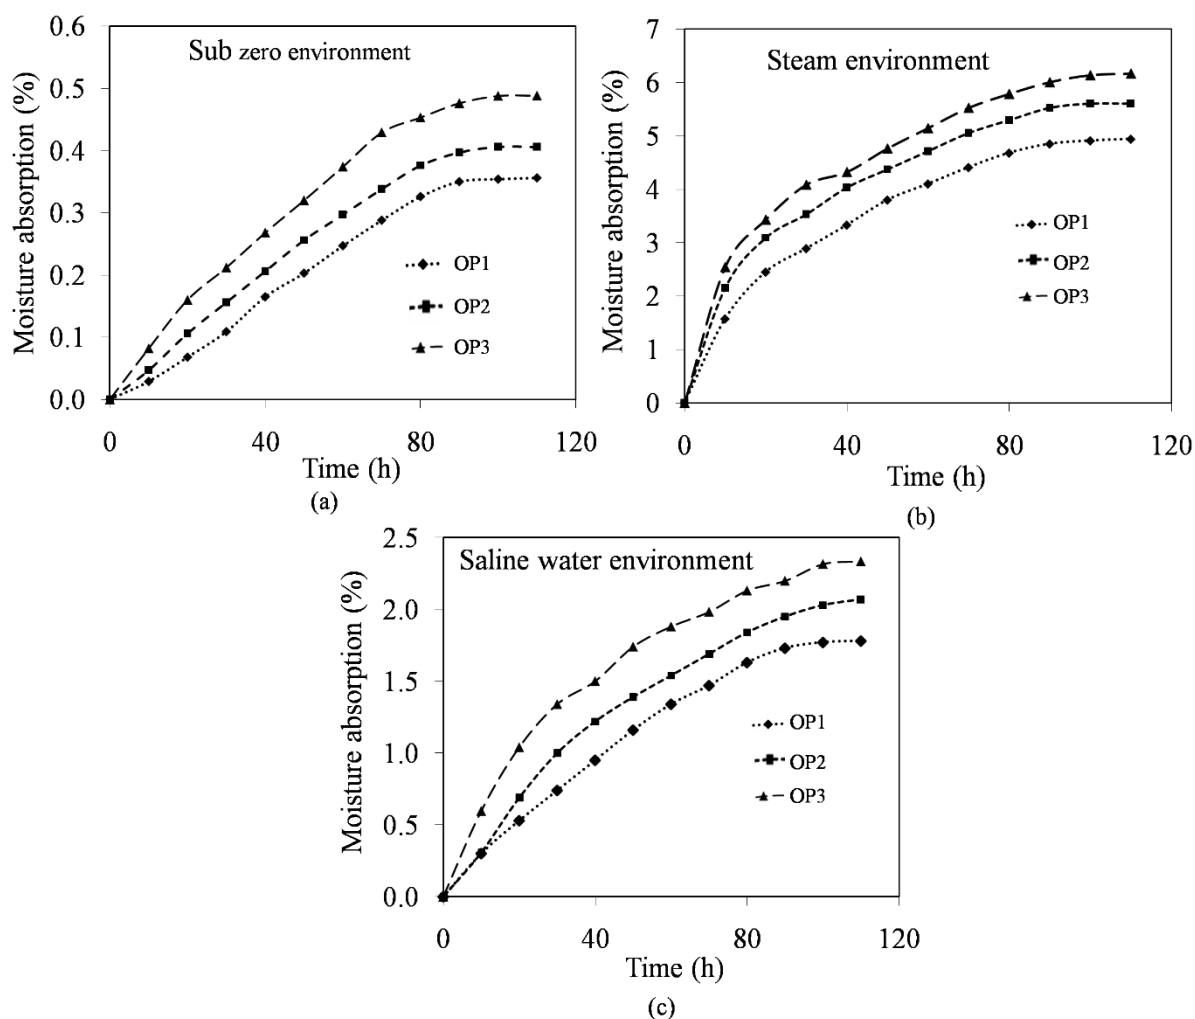 Sub zero environment
Moisture absorption (%)
0.6
0.5
0.4
0.3
0.2
0.1
0.0
OP1
OP2
OP3
0 40 80 120
Time (h)
(a)
Steam environment
Moisture absorption (%)
7
6
5
4
3
2
1
0
OP1
OP2
OP3
0 40 80 120
Time (h)
(b)
Saline water environment
Moisture absorption (%)
2.5
2.0
1.5
1.0
0.5
0.0
OP1
OP2
OP3
0 40 80 120
Time (h)
(c)